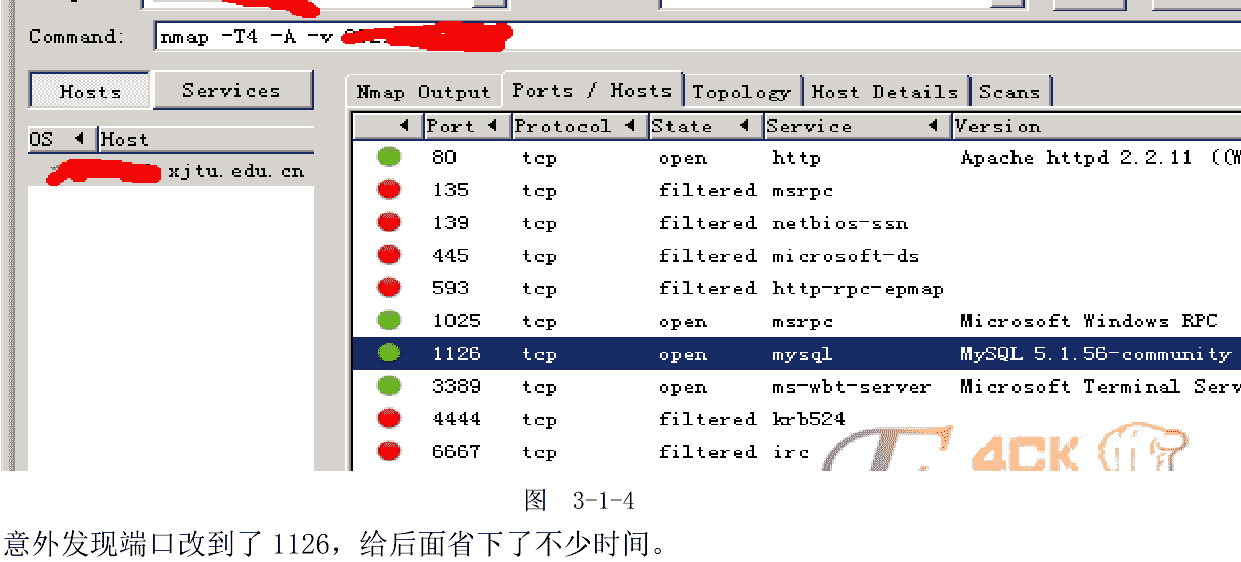 Command: nmap -T4 -A -v
Hosts Services Nmap Output Ports / Hosts Topology Host Details Scans
OS Host Port Protocol State Service Version
xjtu.edu.cn
80 tcp open http Apache httpd 2.2.11 ((W
135 tcp filtered msrpc
139 tcp filtered netbios-ssn
445 tcp filtered microsoft-ds
593 tcp filtered http-rpc-epmap
1025 tcp open msrpc Microsoft Windows RPC
1126 tcp open mysql MySQL 5.1.56-community
3389 tcp open ms-wbt-server Microsoft Terminal Serv
4444 tcp filtered krb524
6667 tcp filtered irc
4CK
图 3-1-4
意外发现端口改到了 1126，给后面省下了不少时间。